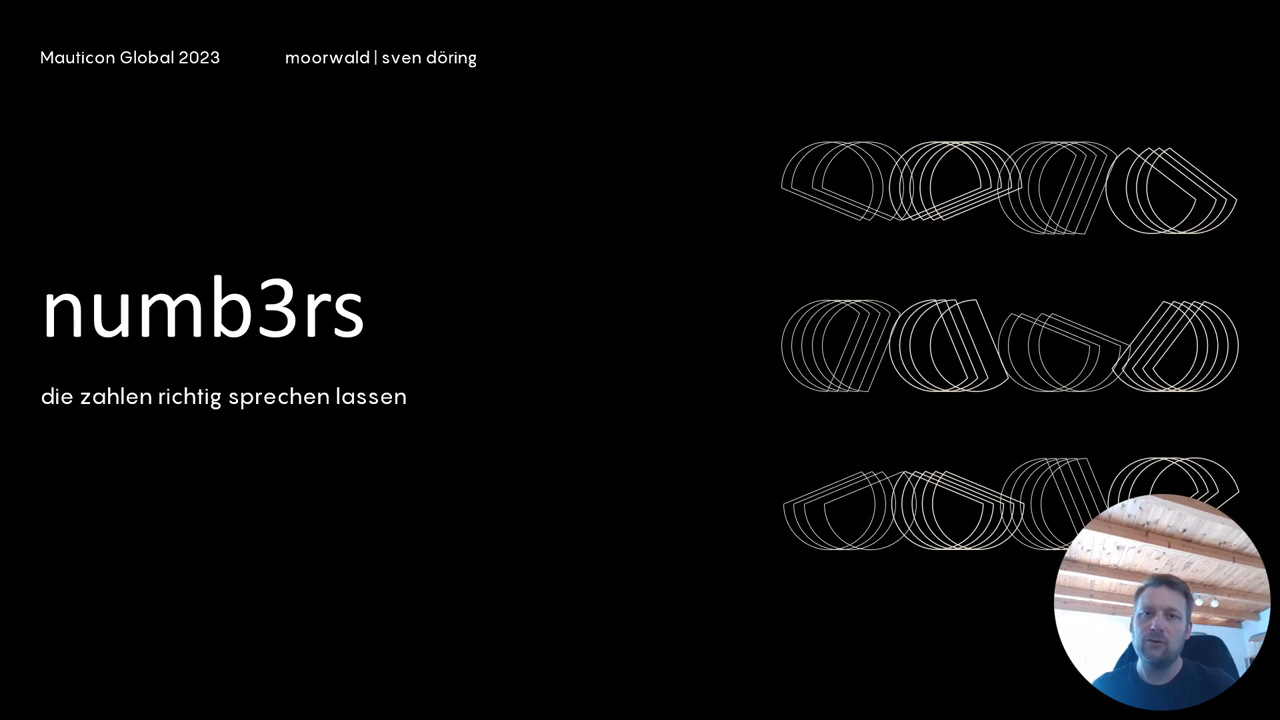 Mauticon Global 2023
moorwald | sven döring
numb3rs
die zahlen richtig sprechen lassen